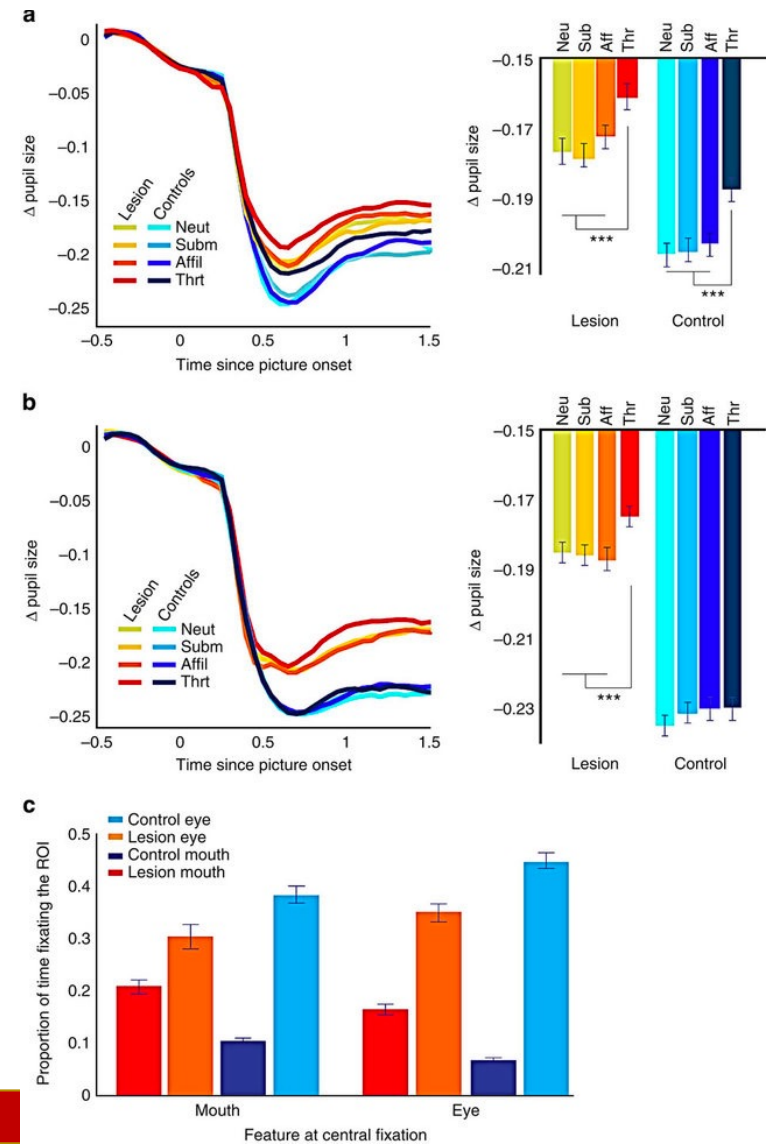 a
0
−0.05
−0.1
−0.15
−0.2
−0.25
Δ pupil size
Lesion
Controls
Neut
Subm
Affil
Thrt
−0.5
0
0.5
1
1.5
Time since picture onset
Neu
Sub
Aff
Thr
Neu
Sub
Aff
Thr
−0.15
−0.17
−0.19
−0.21
Δ pupil size
***
***
Lesion
Control
b
0
−0.05
−0.1
−0.15
−0.2
−0.25
Δ pupil size
Lesion
Controls
Neut
Subm
Affil
Thrt
−0.5
0
0.5
1
1.5
Time since picture onset
Neu
Sub
Aff
Thr
Neu
Sub
Aff
Thr
−0.15
−0.17
−0.19
−0.21
−0.23
Δ pupil size
***
Lesion
Control
c
Control eye
Lesion eye
Control mouth
Lesion mouth
0.5
0.4
0.3
0.2
0.1
0
Proportion of time fixating the ROI
Mouth
Eye
Feature at central fixation